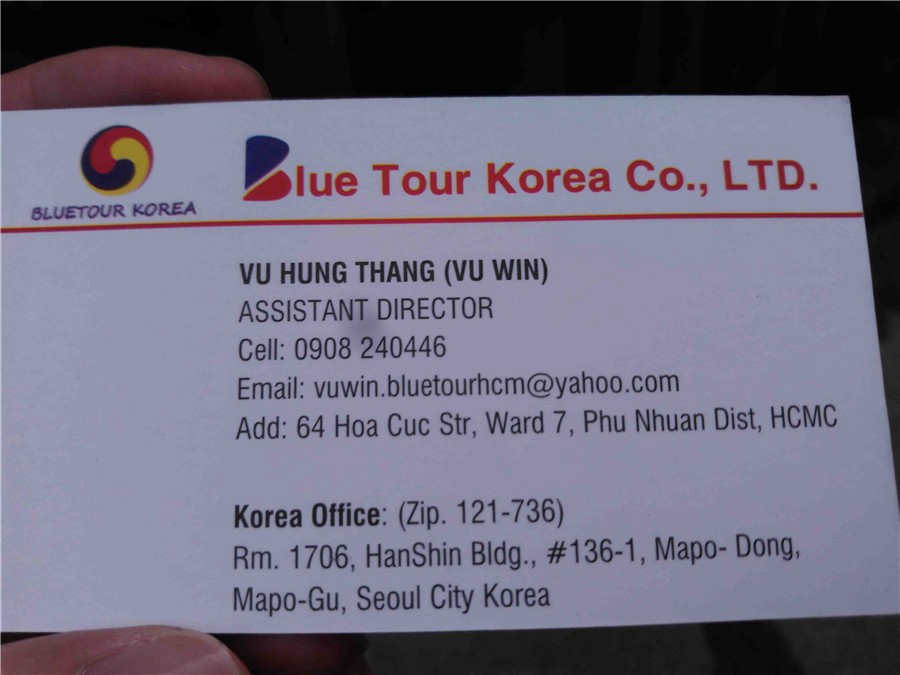 BLUETOUR KOREA
Blue Tour Korea Co., LTD.
VU HUNG THANG (VU WIN)
ASSISTANT DIRECTOR
Cell: 0908 240446
Email: vuwin.bluetourhcm@yahoo.com
Add: 64 Hoa Cuc Str, Ward 7, Phu Nhuan Dist, HCMC
Korea Office: (Zip. 121-736)
Rm. 1706, HanShin Bldg., #136-1, Mapo- Dong,
Mapo-Gu, Seoul City Korea